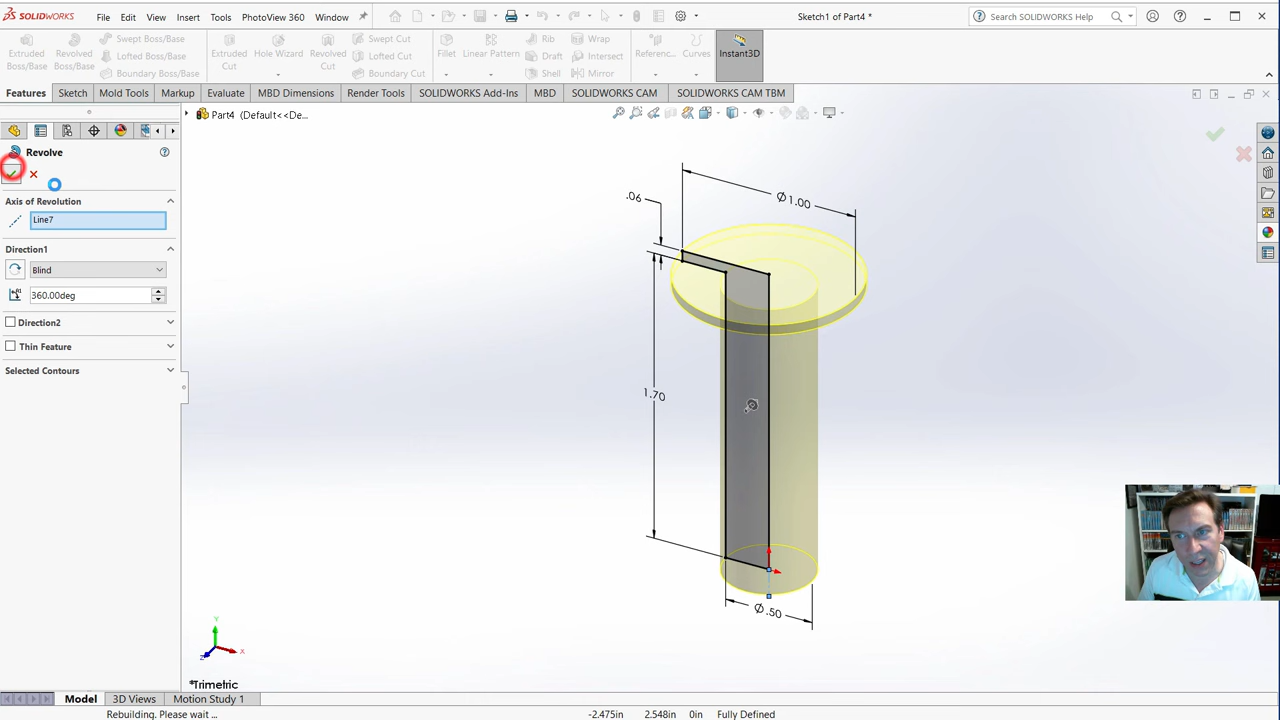 SOLIDWORKS File Edit View Insert Tools PhotoView 360 Window Sketch1 of Part4 * Search SOLIDWORKS Help
Extruded Boss/Base
Revolved Boss/Base
Swept Boss/Base
Lofted Boss/Base
Boundary Boss/Base
Extruded Cut
Hole Wizard
Revolved Cut
Swept Cut
Lofted Cut
Boundary Cut
Fillet
Linear Pattern
Rib
Draft
Shell
Wrap
Intersect
Mirror
Referenc...
Curves
Instant3D
Features Sketch Mold Tools Markup Evaluate MBD Dimensions Render Tools SOLIDWORKS Add-Ins MBD SOLIDWORKS CAM SOLIDWORKS CAM TBM
Part4 (Default<<De...
Revolve
Axis of Revolution
Line7
Direction1
Blind
360.00deg
Direction2
Thin Feature
Selected Contours
.06
Ø1.00
1.70
Ø.50
Y
X
Z
*Trimetric
Model 3D Views Motion Study 1
Rebuilding. Please wait ... -2.475in 2.548in 0in Fully Defined